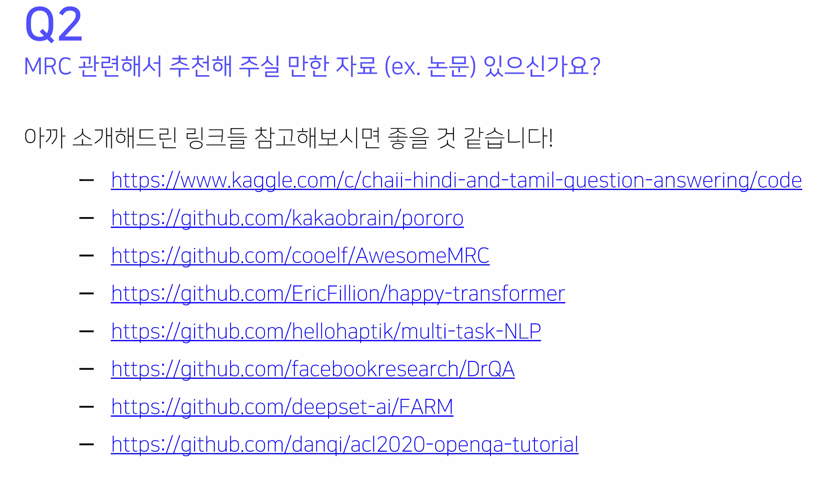 Q2
MRC 관련해서 추천해 주실 만한 자료 (ex. 논문) 있으신가요?
아까 소개해드린 링크들 참고해보시면 좋을 것 같습니다!
– https://www.kaggle.com/c/chaii-hindi-and-tamil-question-answering/code
– https://github.com/kakaobrain/pororo
– https://github.com/cooelf/AwesomeMRC
– https://github.com/EricFillion/happy-transformer
– https://github.com/hellohaptik/multi-task-NLP
– https://github.com/facebookresearch/DrQA
– https://github.com/deepset-ai/FARM
– https://github.com/danqi/acl2020-openqa-tutorial